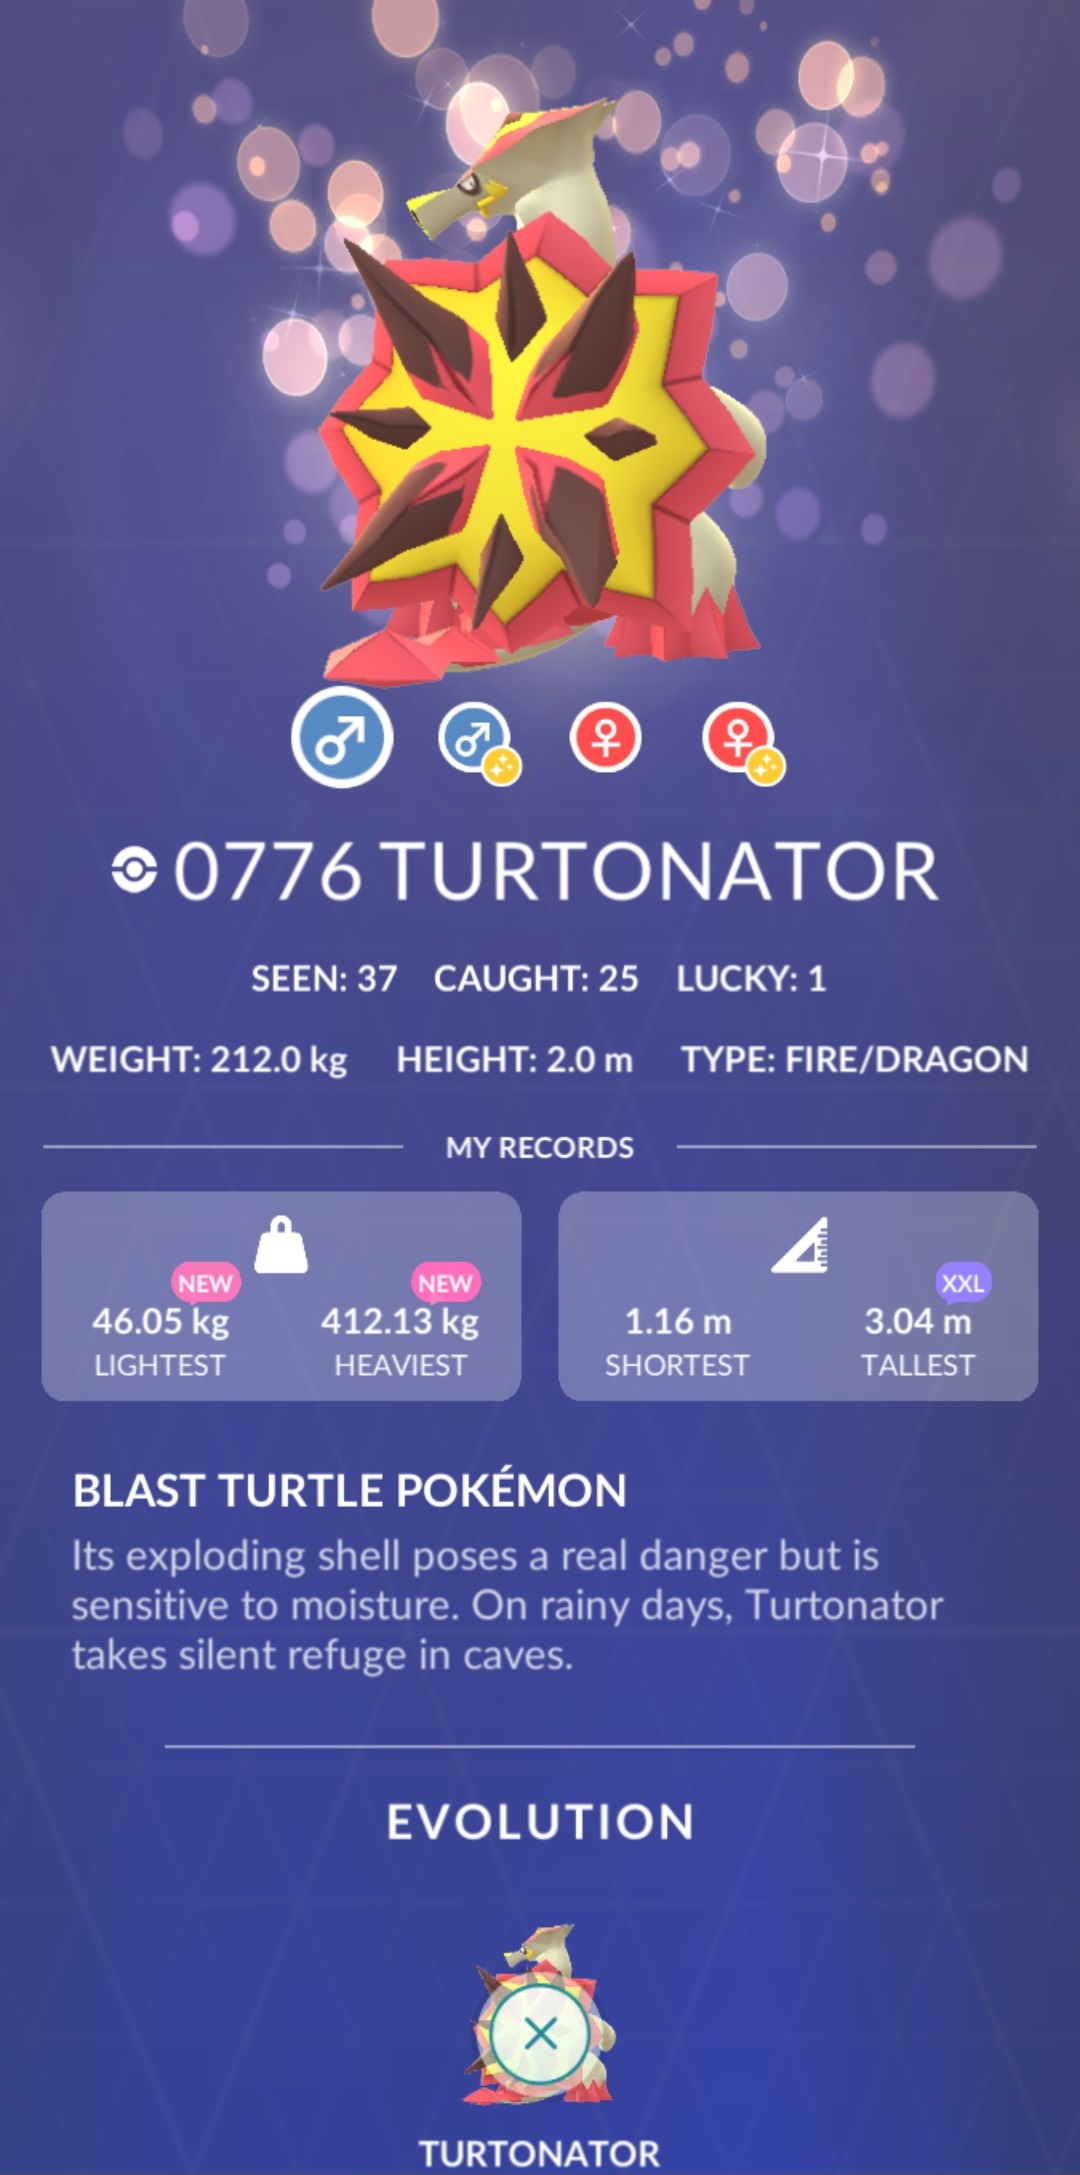 0776 TURTONATOR
SEEN: 37 CAUGHT: 25 LUCKY: 1
WEIGHT: 212.0 kg HEIGHT: 2.0 m TYPE: FIRE/DRAGON
MY RECORDS
NEW NEW XXL
46.05 kg 412.13 kg 1.16 m 3.04 m
LIGHTEST HEAVIEST SHORTEST TALLEST
BLAST TURTLE POKÉMON
Its exploding shell poses a real danger but is
sensitive to moisture. On rainy days, Turtonator
takes silent refuge in caves.
EVOLUTION
TURTONATOR